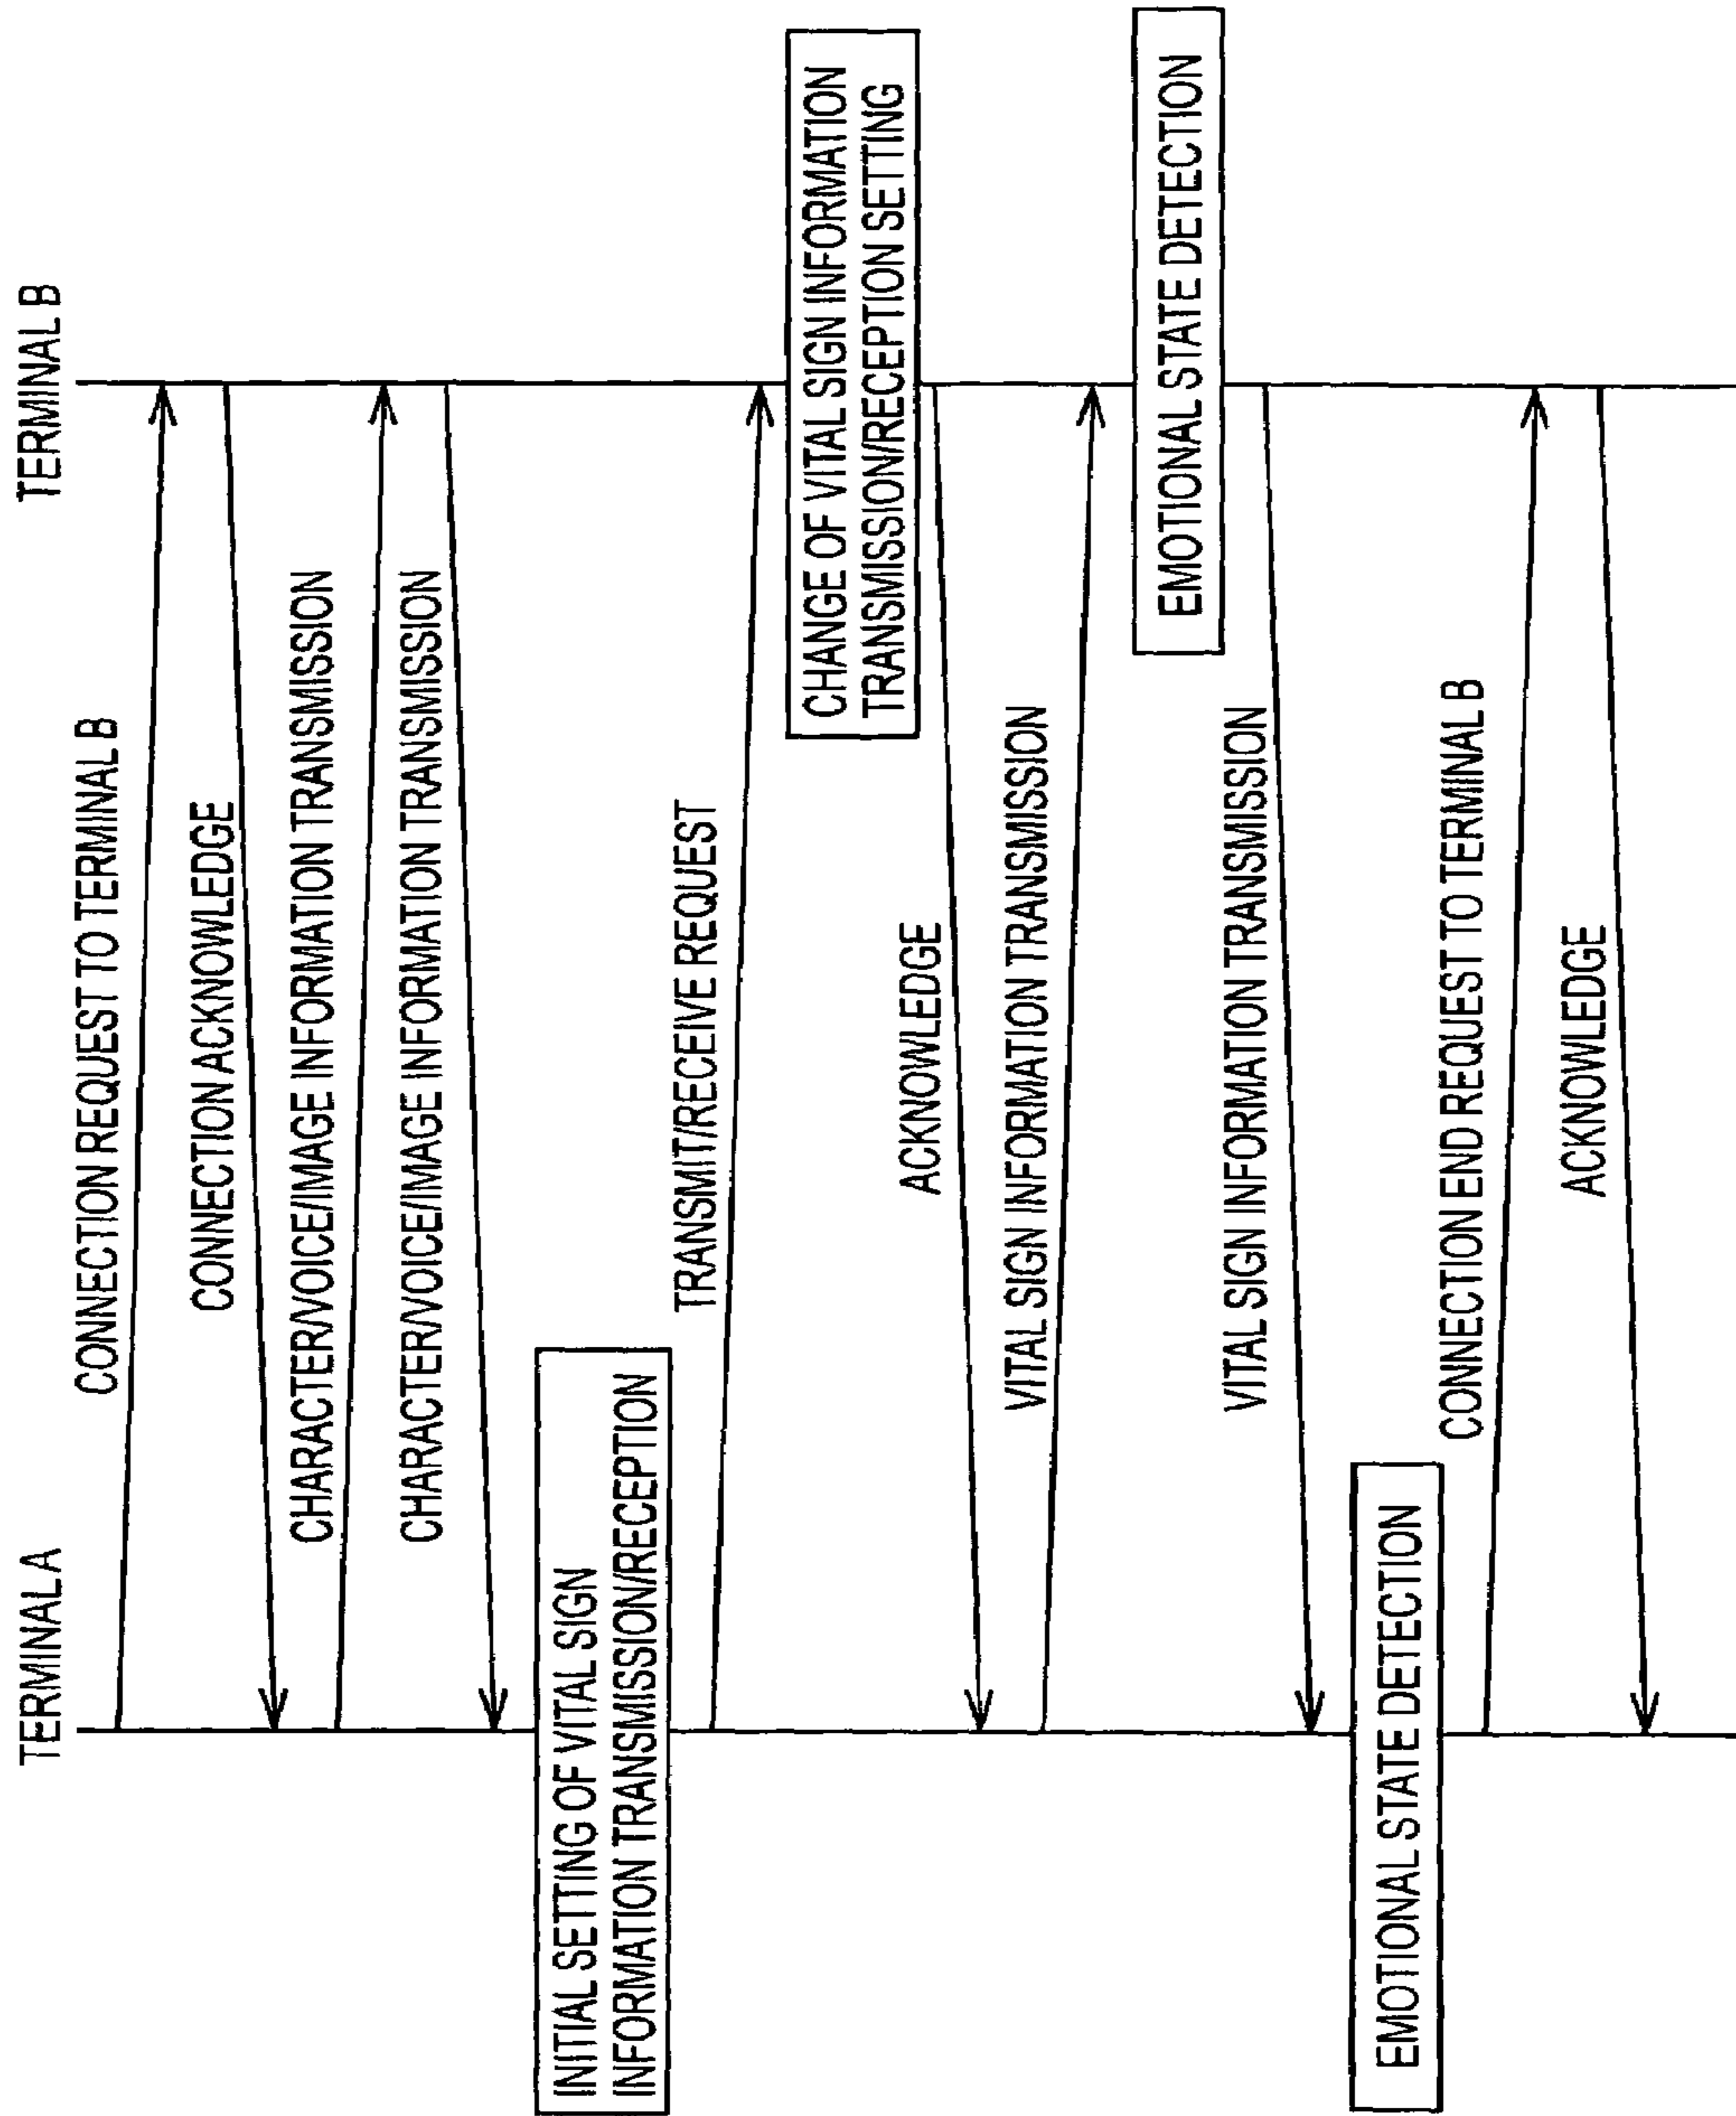 TERMINAL A
TERMINAL B
CONNECTION REQUEST TO TERMINAL B
CONNECTION ACKNOWLEDGE
CHARACTER/VOICE/IMAGE INFORMATION TRANSMISSION
CHARACTER/VOICE/IMAGE INFORMATION TRANSMISSION
INITIAL SETTING OF VITAL SIGN
INFORMATION TRANSMISSION/RECEPTION
TRANSMIT/RECEIVE REQUEST
CHANGE OF VITAL SIGN INFORMATION
TRANSMISSION/RECEPTION SETTING
ACKNOWLEDGE
VITAL SIGN INFORMATION TRANSMISSION
EMOTIONAL STATE DETECTION
VITAL SIGN INFORMATION TRANSMISSION
EMOTIONAL STATE DETECTION
CONNECTION END REQUEST TO TERMINAL B
ACKNOWLEDGE